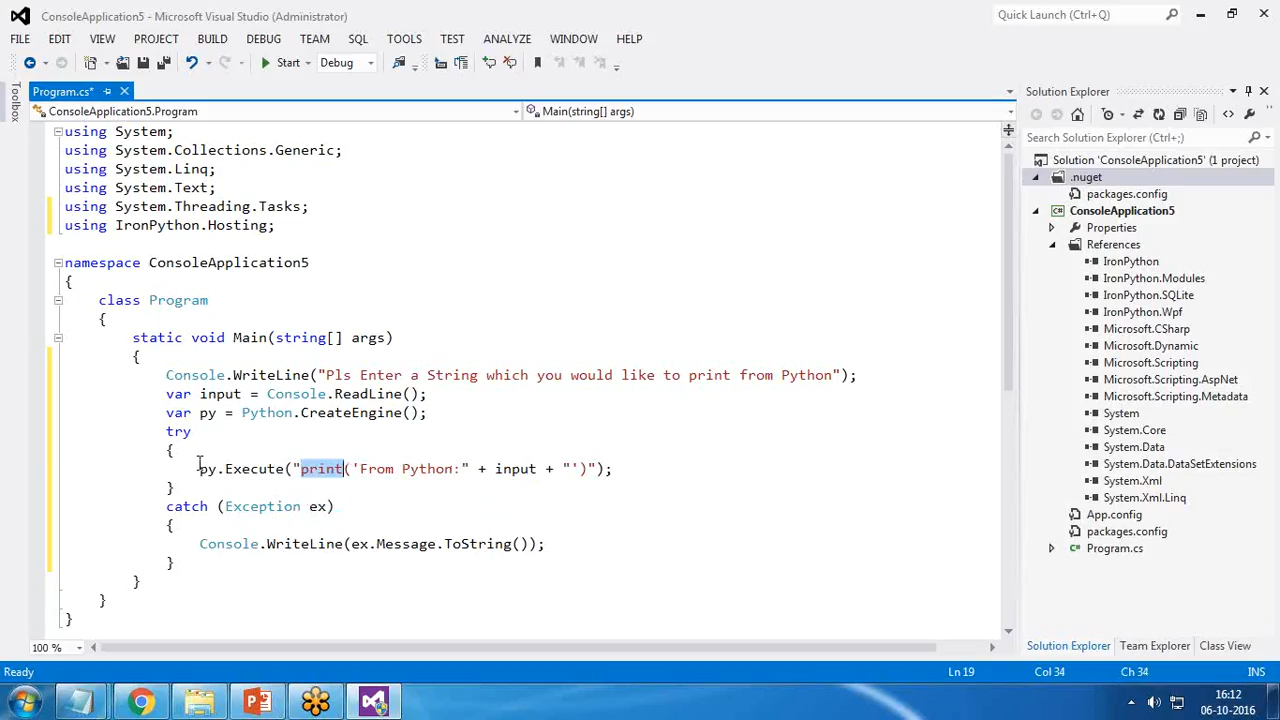 ConsoleApplication5 - Microsoft Visual Studio (Administrator)
Quick Launch (Ctrl+Q)
FILE EDIT VIEW PROJECT BUILD DEBUG TEAM SQL TOOLS TEST ANALYZE WINDOW HELP
Start Debug
Toolbox
Program.cs*
ConsoleApplication5.Program
Main(string[] args)
using System;
using System.Collections.Generic;
using System.Linq;
using System.Text;
using System.Threading.Tasks;
using IronPython.Hosting;
namespace ConsoleApplication5
{
class Program
{
static void Main(string[] args)
{
Console.WriteLine("Pls Enter a String which you would like to print from Python");
var input = Console.ReadLine();
var py = Python.CreateEngine();
try
{
py.Execute("print('From Python:" + input + "')");
}
catch (Exception ex)
{
Console.WriteLine(ex.Message.ToString());
}
}
}
}
100 %
Solution Explorer
Search Solution Explorer (Ctrl+;)
Solution 'ConsoleApplication5' (1 project)
.nuget
packages.config
ConsoleApplication5
Properties
References
IronPython
IronPython.Modules
IronPython.SQLite
IronPython.Wpf
Microsoft.CSharp
Microsoft.Dynamic
Microsoft.Scripting
Microsoft.Scripting.AspNet
Microsoft.Scripting.Metadata
System
System.Core
System.Data
System.Data.DataSetExtensions
System.Xml
System.Xml.Linq
App.config
packages.config
Program.cs
Solution Explorer Team Explorer Class View
Ready Ln 19 Col 34 Ch 34 INS
16:12
06-10-2016